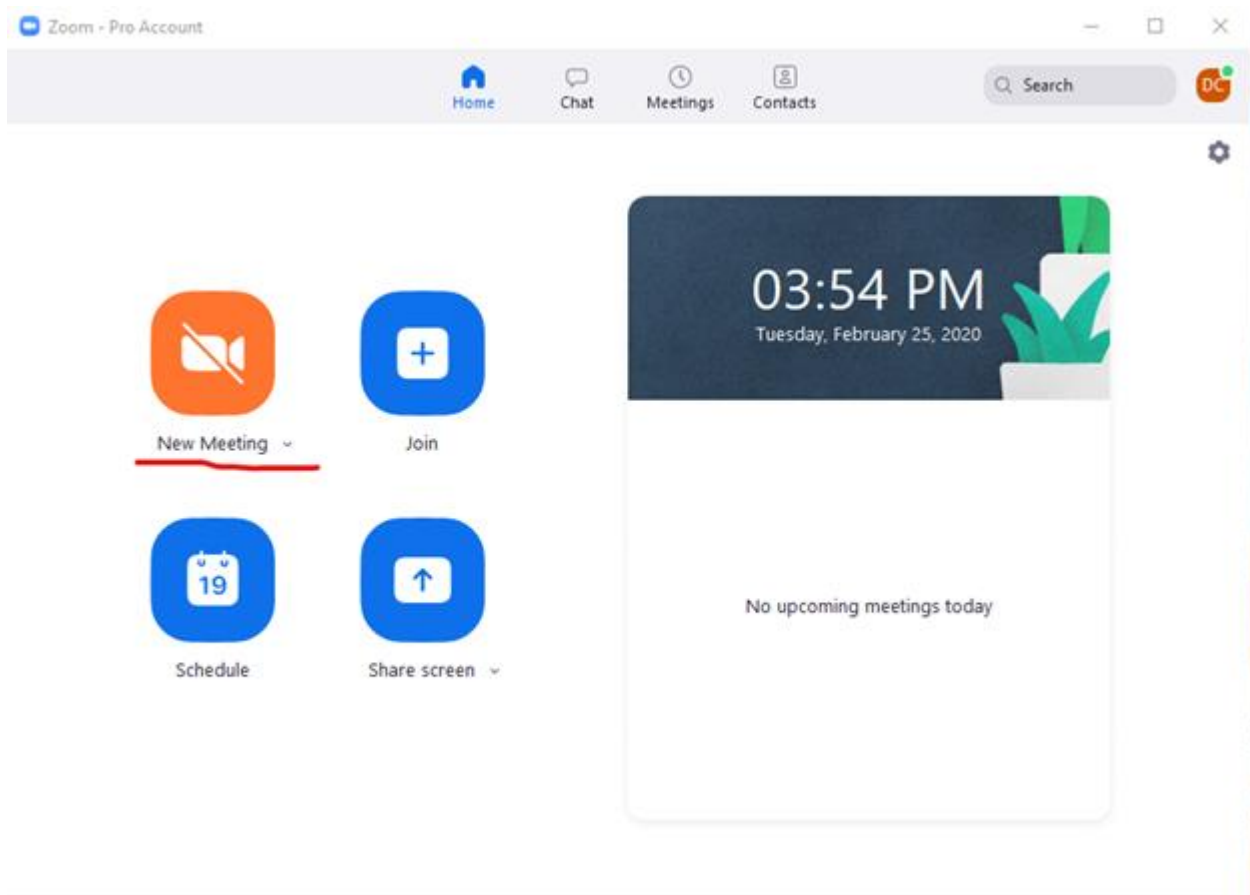 Zoom - Pro Account
Home
Chat
Meetings
Contacts
Search
DC
03:54 PM
Tuesday, February 25, 2020
New Meeting
Join
19
Schedule
Share screen
No upcoming meetings today